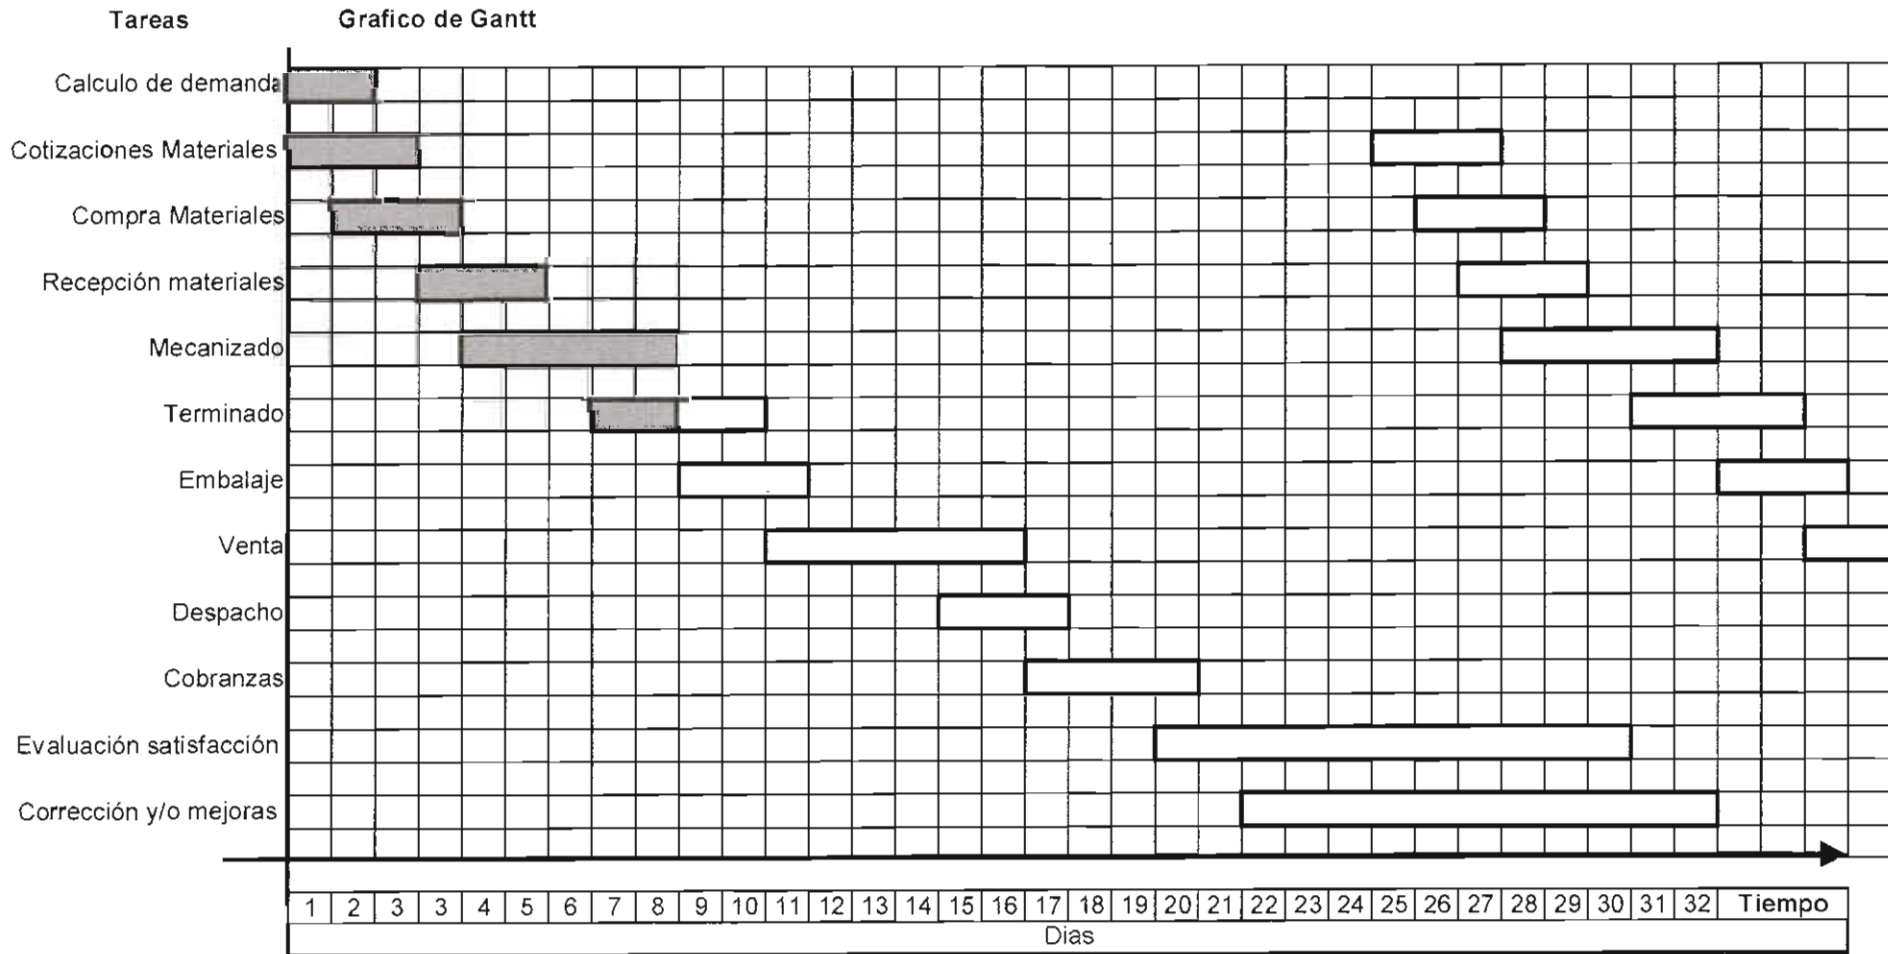 Tareas Grafico de Gantt
Calculo de demanda
Cotizaciones Materiales
Compra Materiales
Recepción materiales
Mecanizado
Terminado
Embalaje
Venta
Despacho
Cobranzas
Evaluación satisfacción
Corrección y/o mejoras
1 2 3 3 4 5 6 7 8 9 10 11 12 13 14 15 16 17 18 19 20 21 22 23 24 25 26 27 28 29 30 31 32 Tiempo
Dias